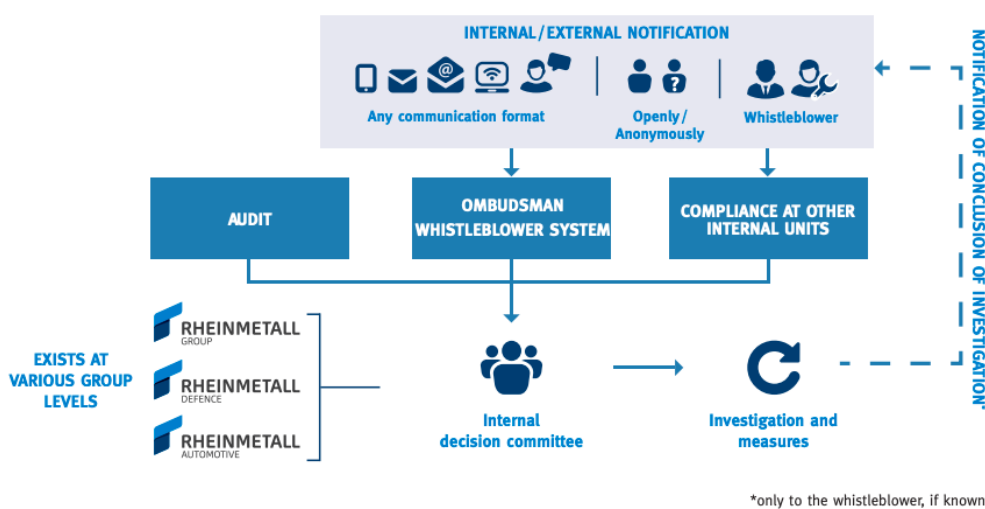 INTERNAL/EXTERNAL NOTIFICATION
@
?
Any communication format
Openly/
Anonymously
Whistleblower
NOTIFICATION OF CONCLUSION OF INVESTIGATION*
AUDIT
OMBUDSMAN
WHISTLEBLOWER SYSTEM
COMPLIANCE AT OTHER
INTERNAL UNITS
EXISTS AT
VARIOUS GROUP
LEVELS
RHEINMETALL
GROUP
RHEINMETALL
DEFENCE
RHEINMETALL
AUTOMOTIVE
Internal
decision committee
Investigation and
measures
*only to the whistleblower, if known